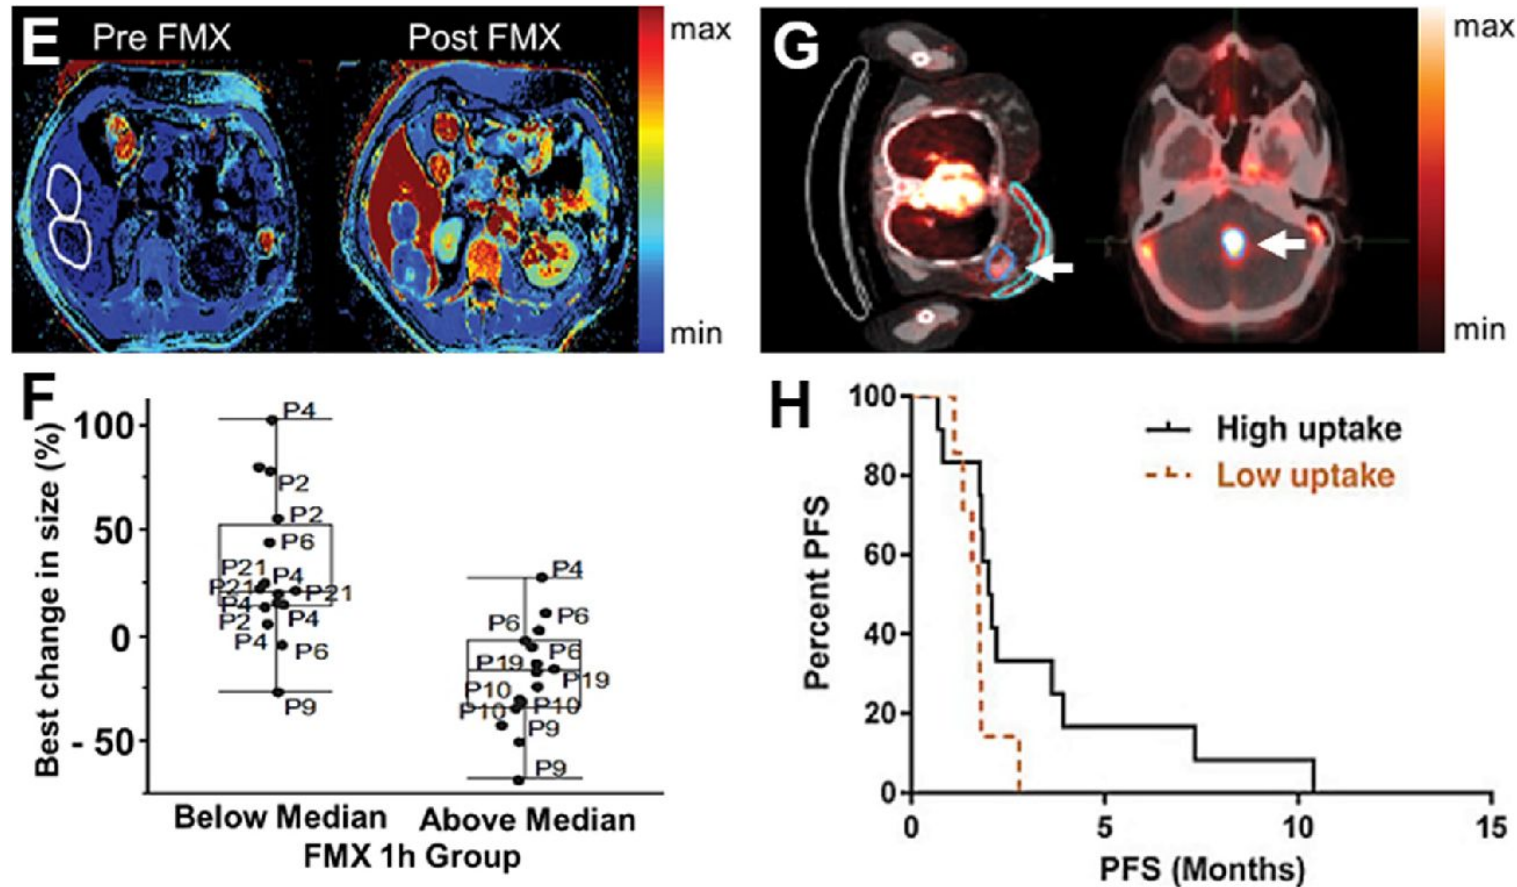 E
Pre FMX
Post FMX
max
min
G
max
min
F
Best change in size (%)
100
50
0
- 50
P4
P2
P2
P6
P21
P4
P21
P21
P4
P4
P2
P4
P6
P9
P4
P6
P6
P6
P19
P19
P10
P10
P10
P9
P9
Below Median
Above Median
FMX 1h Group
H
Percent PFS
100
80
60
40
20
0
High uptake
Low uptake
0
5
10
15
PFS (Months)